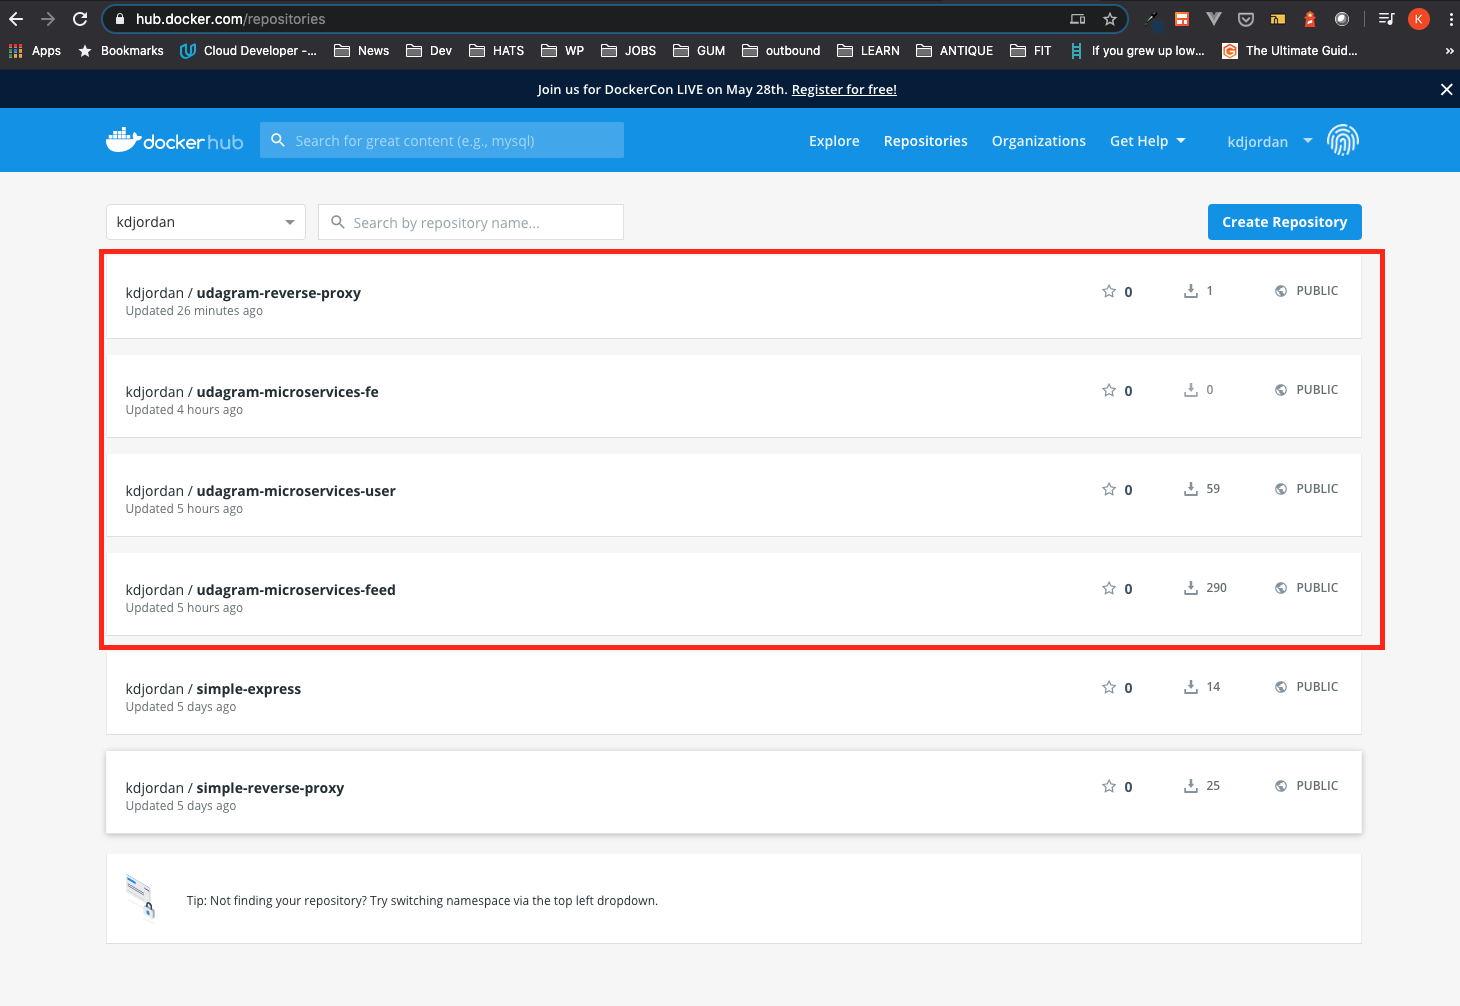 hub.docker.com/repositories
K
Apps Bookmarks Cloud Developer -... News Dev HATS WP JOBS GUM outbound LEARN ANTIQUE FIT If you grew up low... The Ultimate Guid... »
Join us for DockerCon LIVE on May 28th. Register for free!
docker hub Search for great content (e.g., mysql) Explore Repositories Organizations Get Help kdjordan
kdjordan Search by repository name... Create Repository
kdjordan / udagram-reverse-proxy 0 1 PUBLIC
Updated 26 minutes ago
kdjordan / udagram-microservices-fe 0 0 PUBLIC
Updated 4 hours ago
kdjordan / udagram-microservices-user 0 59 PUBLIC
Updated 5 hours ago
kdjordan / udagram-microservices-feed 0 290 PUBLIC
Updated 5 hours ago
kdjordan / simple-express 0 14 PUBLIC
Updated 5 days ago
kdjordan / simple-reverse-proxy 0 25 PUBLIC
Updated 5 days ago
Tip: Not finding your repository? Try switching namespace via the top left dropdown.